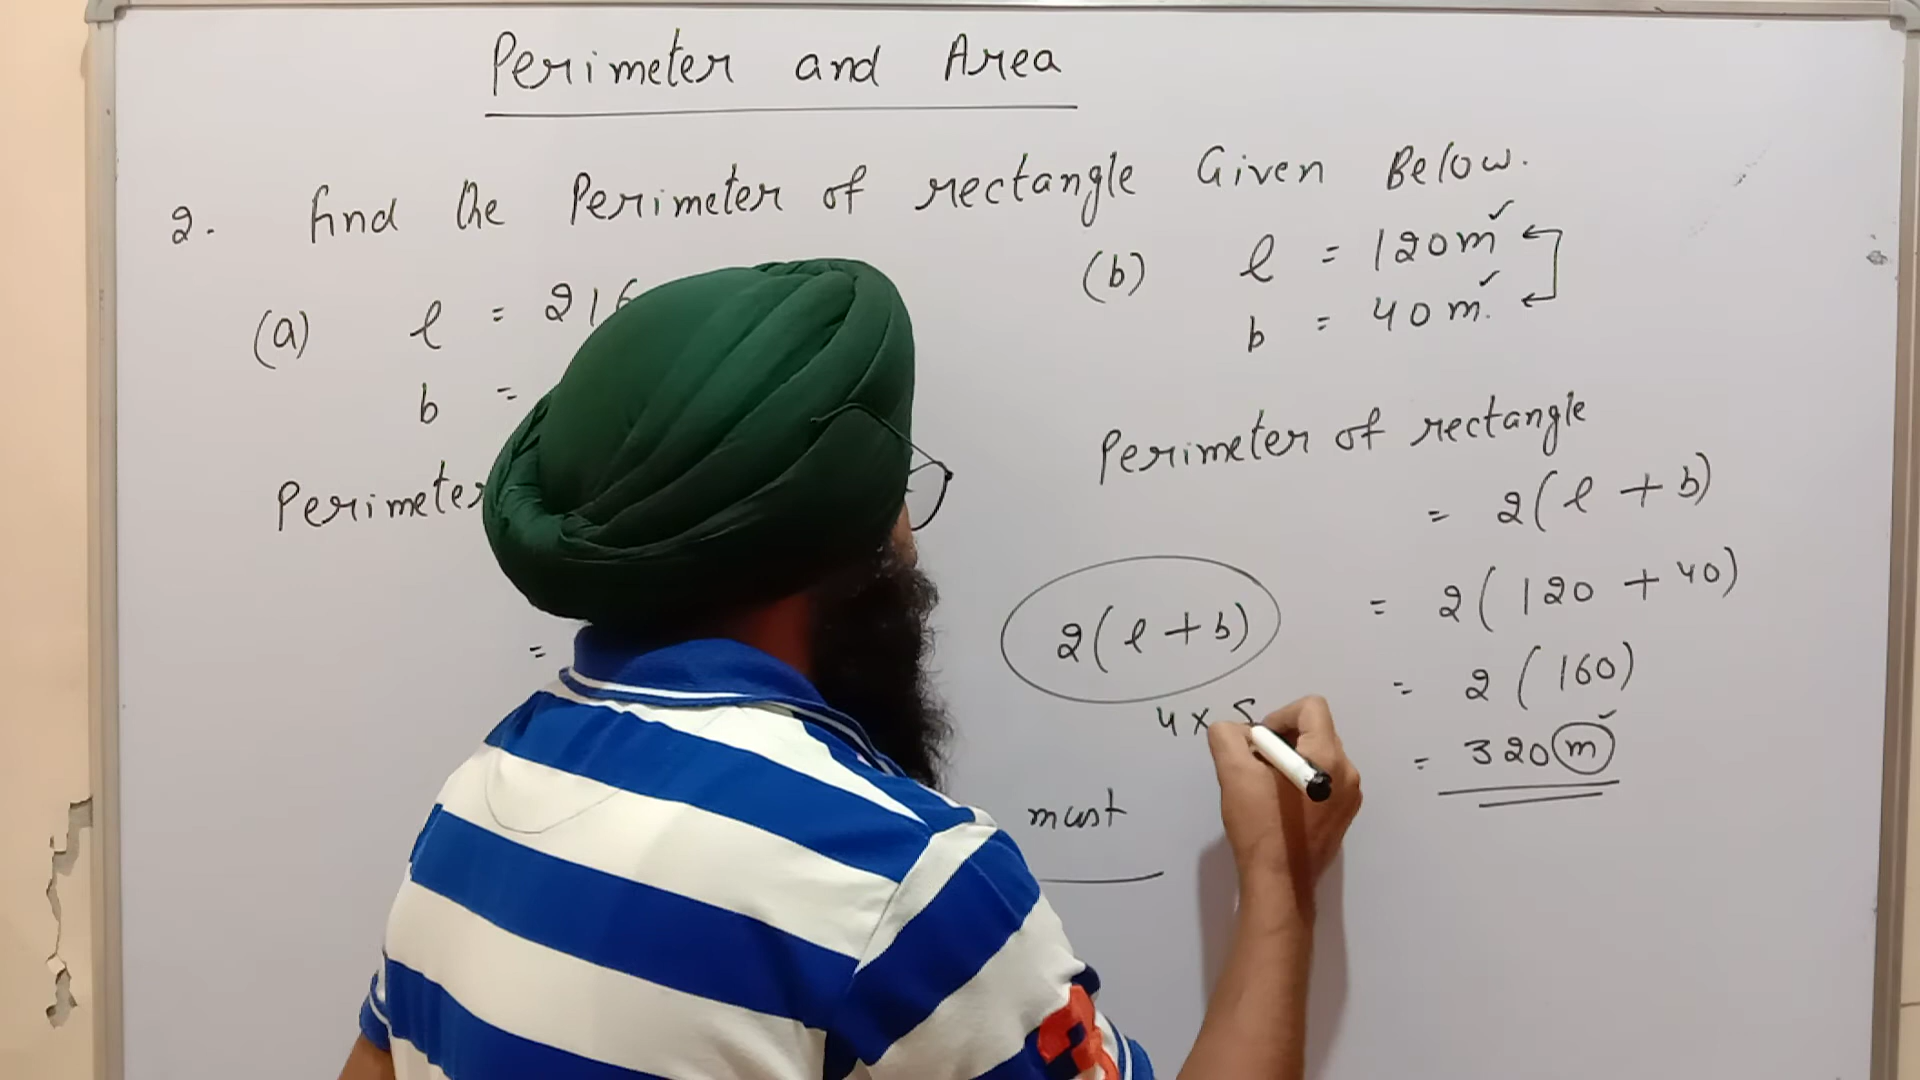 Perimeter and Area
2. find the Perimeter of rectangle Given Below.
(a) l = 216
b =
Perimeter
=
(b) l = 120m ✓
b = 40m. ✓
Perimeter of rectangle
= 2(l + b)
= 2(120 + 40)
= 2(160)
= 320 m ✓
2(l + b)
4 x S
must